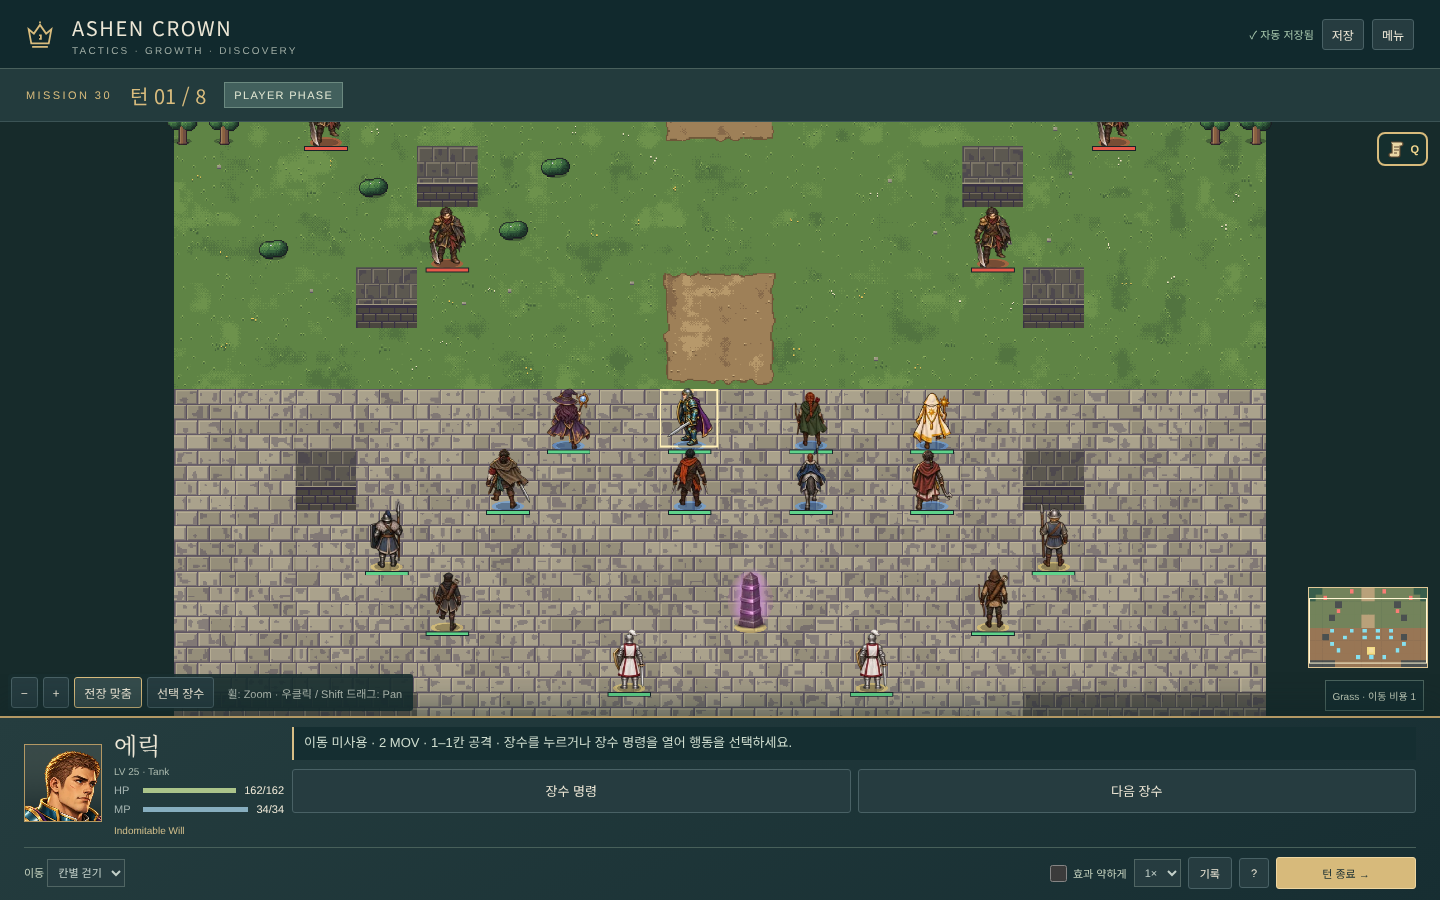 ASHEN CROWN
TACTICS · GROWTH · DISCOVERY
✓ 자동 저장됨
저장
메뉴
MISSION 30
턴 01 / 8
PLAYER PHASE
Q
−
+
전장 맞춤
선택 장수
휠: Zoom · 우클릭 / Shift 드래그: Pan
Grass · 이동 비용 1
에릭
LV 25 · Tank
HP 162/162
MP 34/34
Indomitable Will
이동 미사용 · 2 MOV · 1–1칸 공격 · 장수를 누르거나 장수 명령을 열어 행동을 선택하세요.
장수 명령
다음 장수
이동
칸별 걷기
효과 약하게
1×
기록
?
턴 종료 →